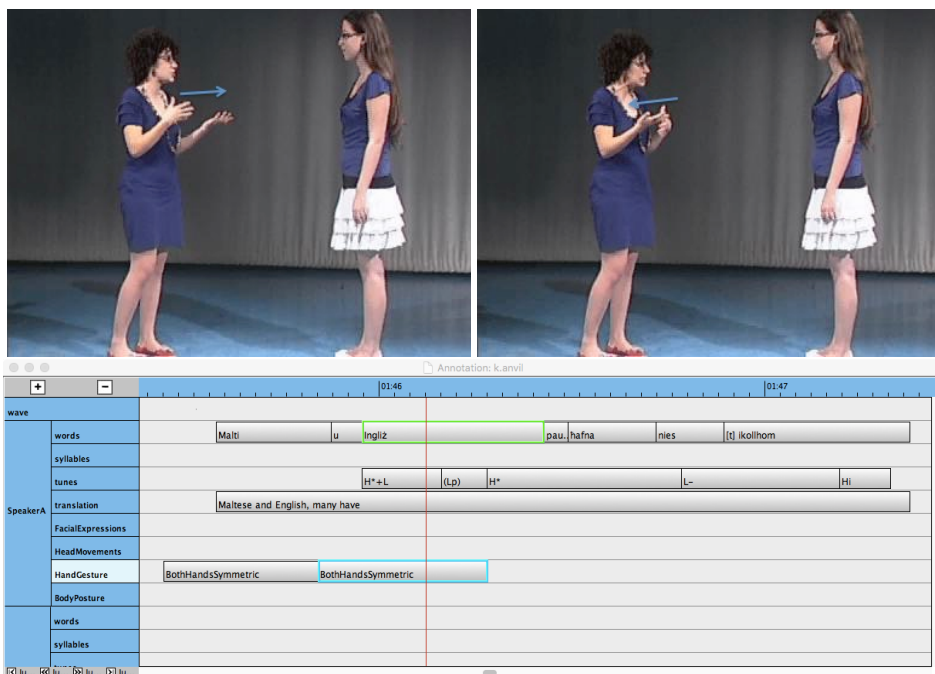 Annotation: k.anvil
+ - 01:46 01:47
wave
words Malti u Ingliż pau.. hafna nies [t] ikollhom
syllables
tunes H*+L (Lp) H* L- Hi
SpeakerA translation Maltese and English, many have
FacialExpressions
HeadMovements
HandGesture BothHandsSymmetric BothHandsSymmetric
BodyPosture
words
syllables